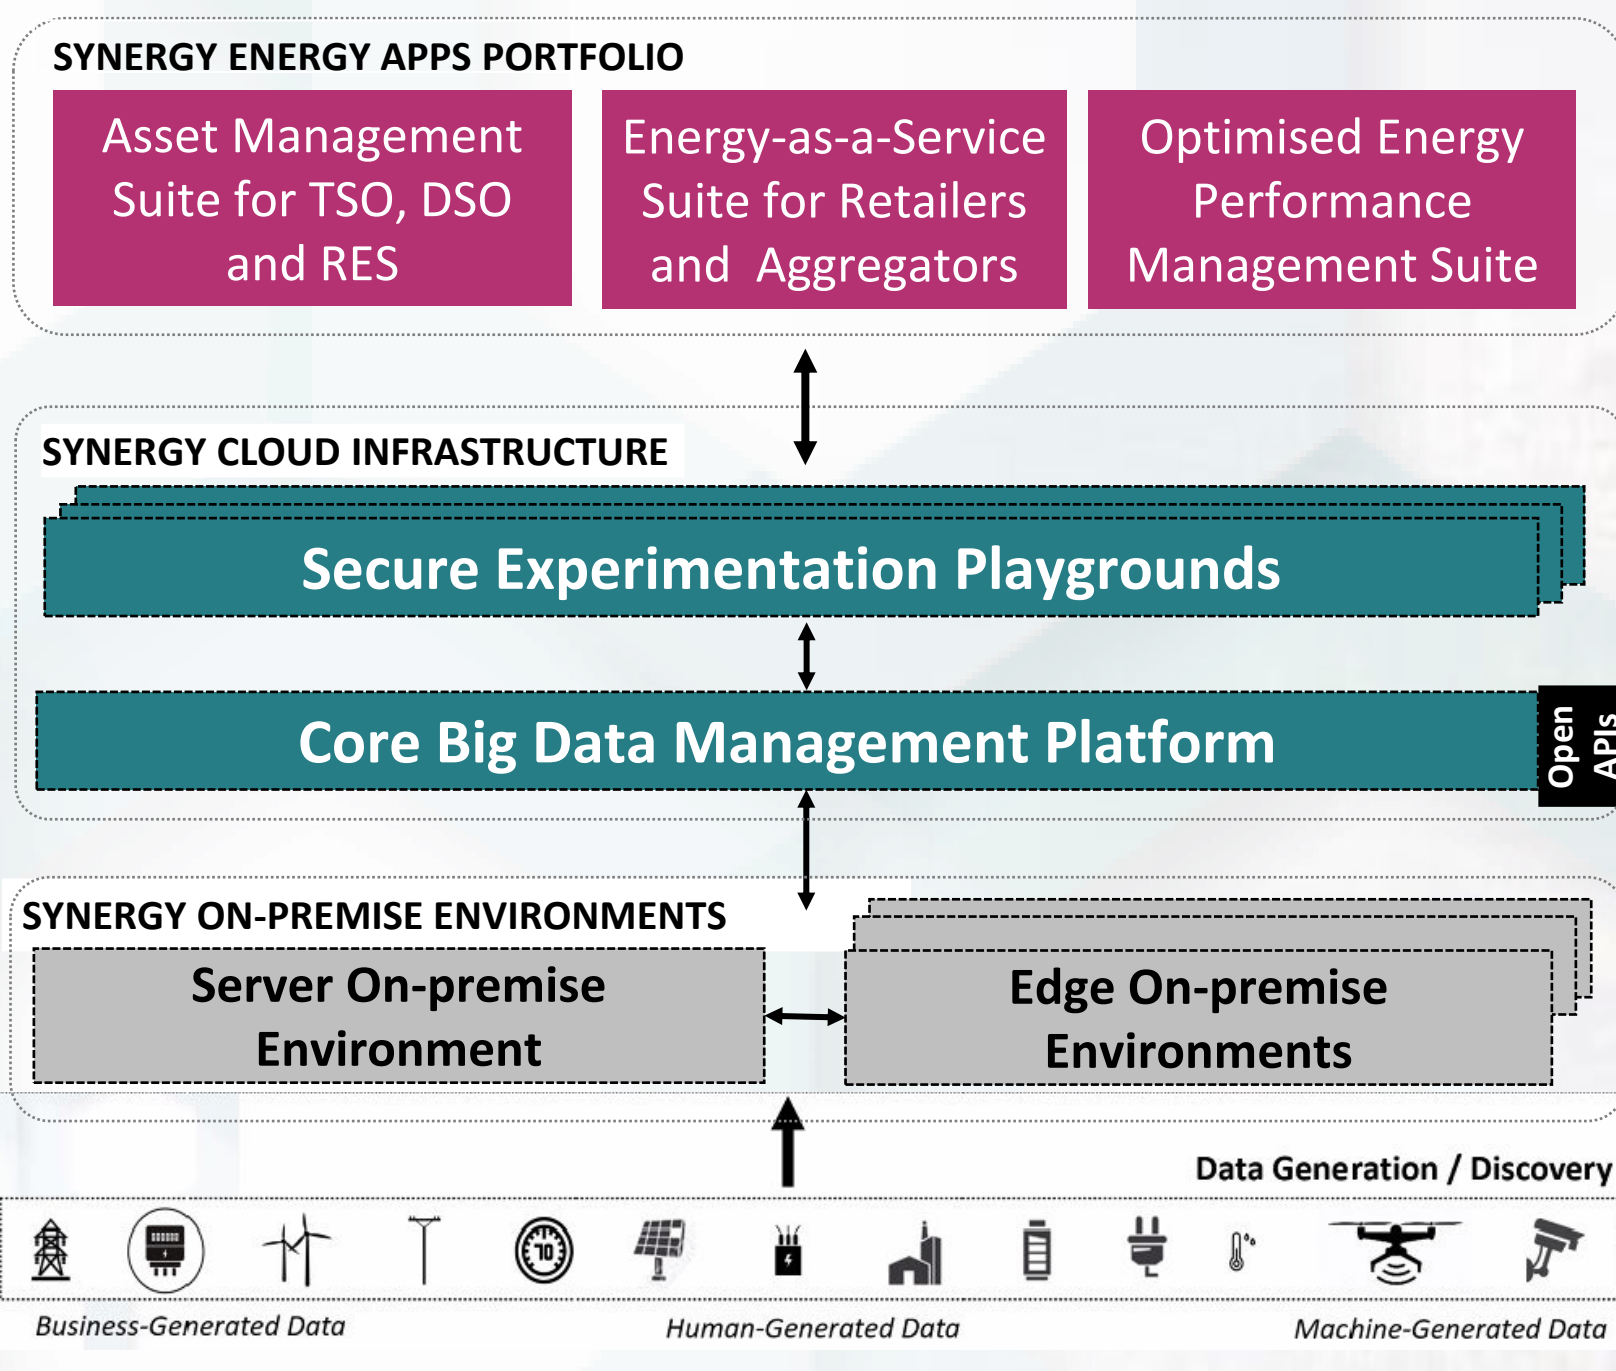 SYNERGY ENERGY APPS PORTFOLIO
Asset Management
Suite for TSO, DSO
and RES
Energy-as-a-Service
Suite for Retailers
and Aggregators
Optimised Energy
Performance
Management Suite
SYNERGY CLOUD INFRASTRUCTURE
Secure Experimentation Playgrounds
Core Big Data Management Platform
Open
APIs
SYNERGY ON-PREMISE ENVIRONMENTS
Server On-premise
Environment
Edge On-premise
Environments
Data Generation / Discovery
70
Business-Generated Data
Human-Generated Data
Machine-Generated Data